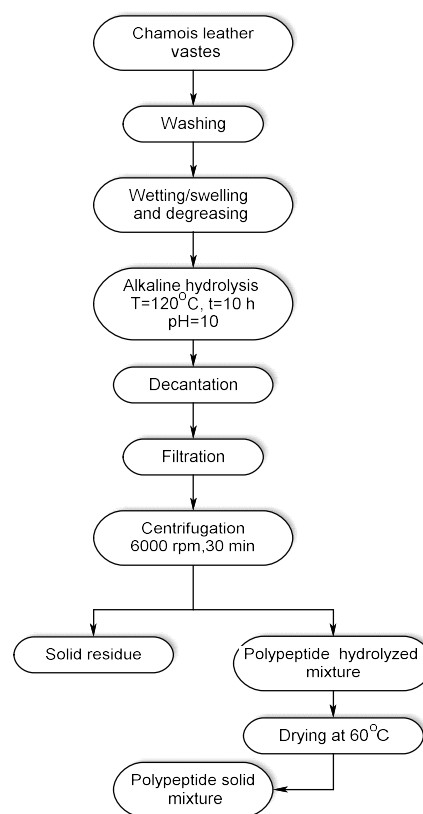 Chamois leather
vastes
Washing
Wetting/swelling
and degreasing
Alkaline hydrolysis
T=120°C, t=10 h
pH=10
Decantation
Filtration
Centrifugation
6000 rpm,30 min
Solid residue
Polypeptide hydrolyzed
mixture
Drying at 60°C
Polypeptide solid
mixture